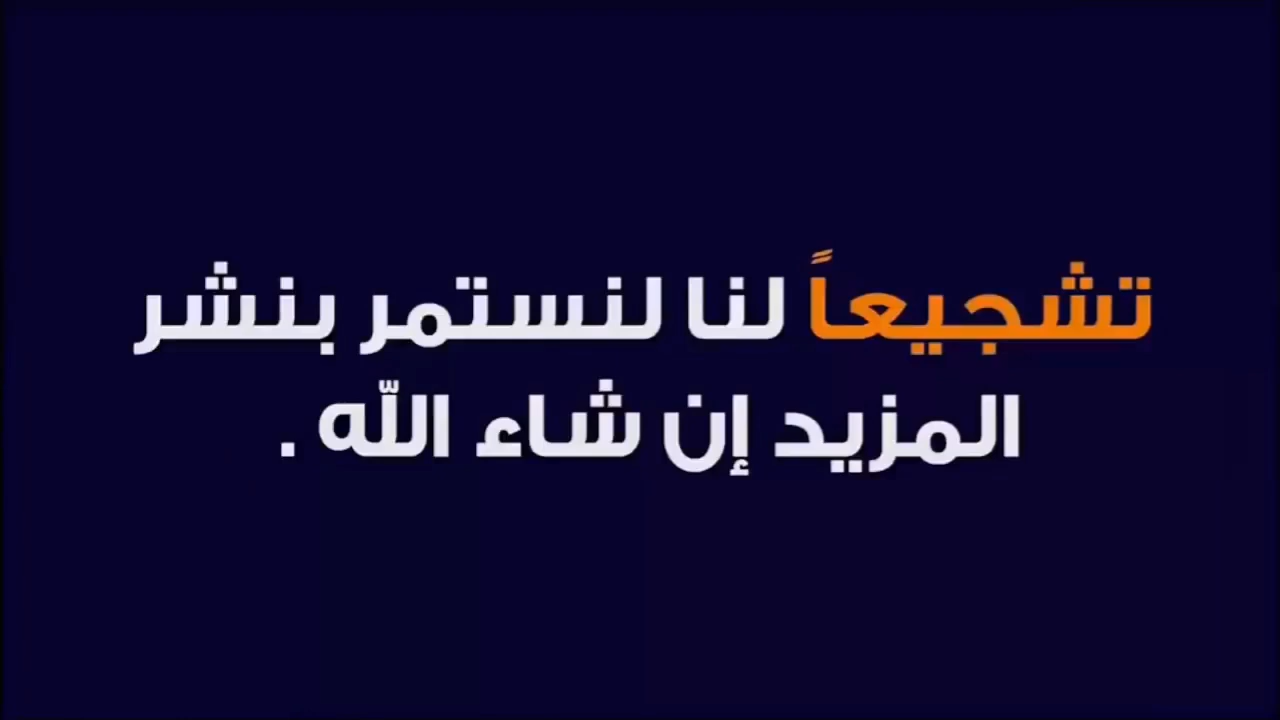 تشجيعاً لنا لنستمر بنشر
المزيد إن شاء اللّه .